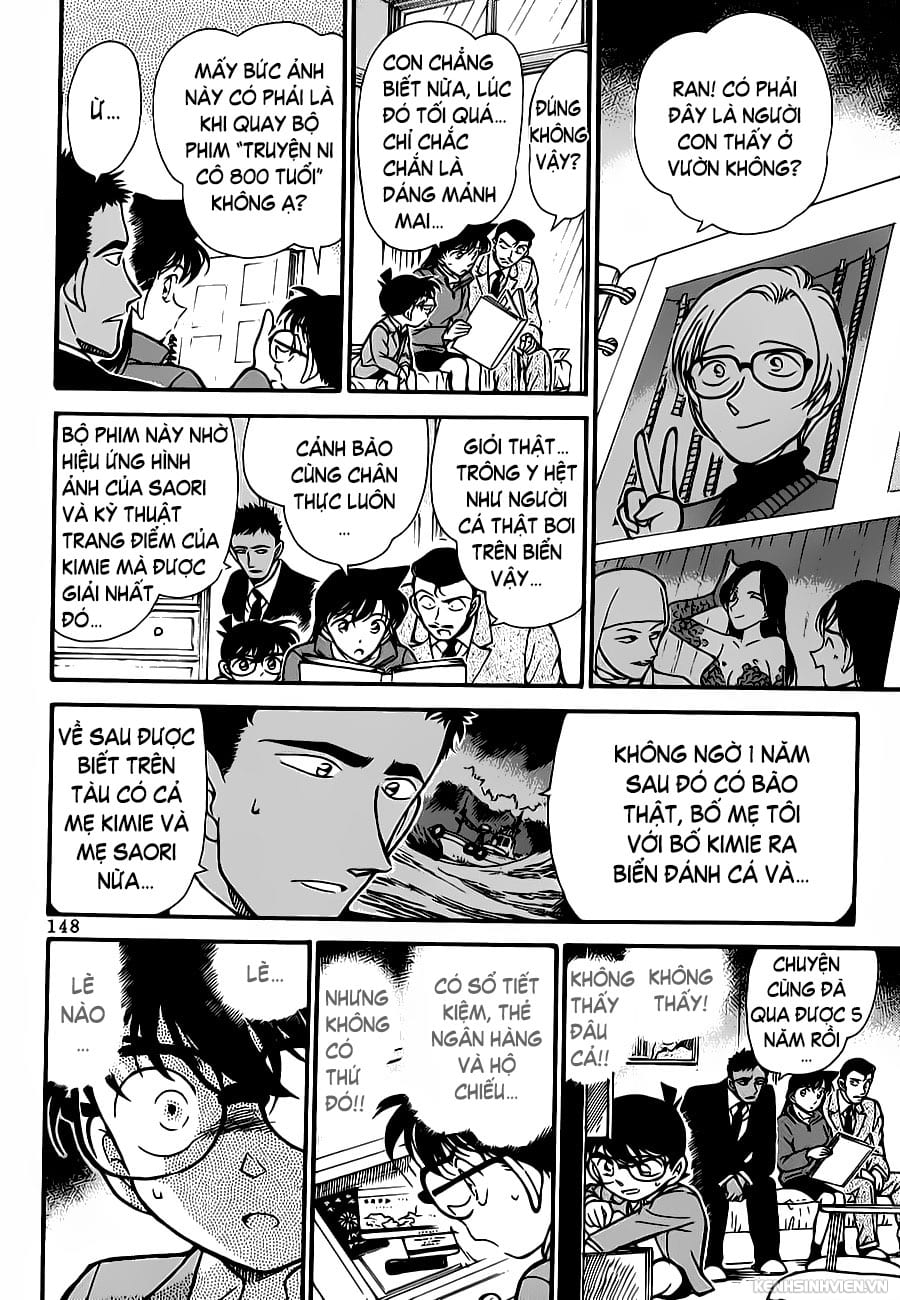 RAN! CÓ PHẢI
ĐÂY LÀ NGƯỜI
CON THẤY Ở
VƯỜN KHÔNG?
ĐÚNG
KHÔNG
VẬY?
CON CHẲNG
BIẾT NỮA, LÚC
ĐÓ TỐI QUÁ...
CHỈ CHẮC
CHẮN LÀ
DÁNG MẢNH
MAI...
MẤY BỨC ẢNH
NÀY CÓ PHẢI LÀ
KHI QUAY BỘ
PHIM "TRUYỆN NI
CÔ 800 TUỔI"
KHÔNG Ạ?
Ừ...
GIỎI THẬT...
TRÔNG Y HỆT
NHƯ NGƯỜI
CÁ THẬT BƠI
TRÊN BIỂN
VẬY...
CẢNH BÃO
CŨNG CHÂN
THỰC LUÔN
...
BỘ PHIM NÀY NHỜ
HIỆU ỨNG HÌNH
ẢNH CỦA SAORI
VÀ KỸ THUẬT
TRANG ĐIỂM CỦA
KIMIE MÀ ĐƯỢC
GIẢI NHẤT
ĐÓ...
KHÔNG NGỜ 1 NĂM
SAU ĐÓ CÓ BÃO
THẬT, BỐ MẸ TÔI
VỚI BỐ KIMIE RA
BIỂN ĐÁNH CÁ VÀ...
VỀ SAU ĐƯỢC
BIẾT TRÊN
TÀU CÓ CẢ
MẸ KIMIE VÀ
MẸ SAORI
NỮA...
148
CHUYỆN
CŨNG ĐÃ
QUA ĐƯỢC 5
NĂM RỒI
...
KHÔNG
THẤY!
KHÔNG
THẤY
ĐÂU
CẢ!!
CÓ SỔ TIẾT
KIỆM, THẺ
NGÂN HÀNG
VÀ HỘ
CHIẾU...
NHƯNG
KHÔNG
CÓ
THỨ
ĐÓ!!
LẼ...
LẼ
NÀO
...
KENHSINHVIEN.VN